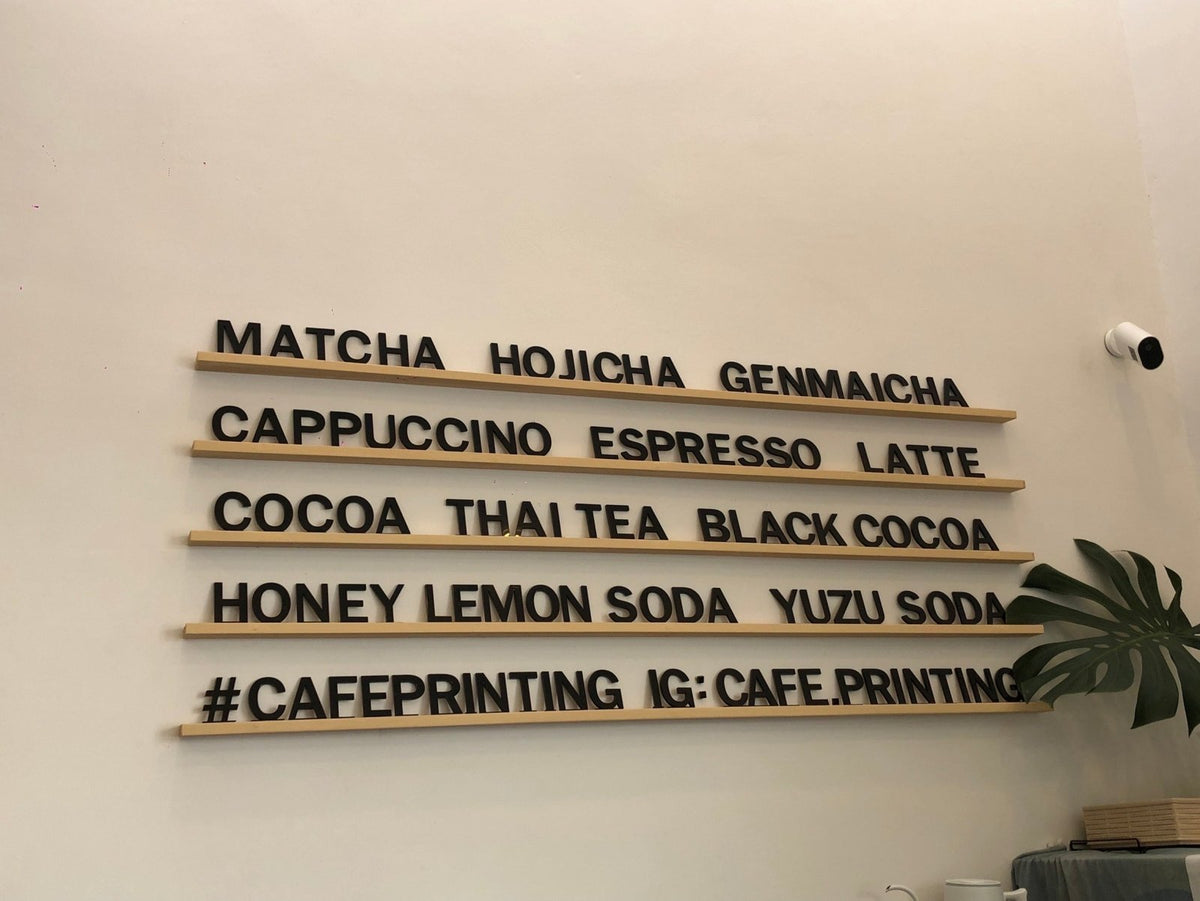 MATCHA HOJICHA GENMAICHA
CAPPUCCINO ESPRESSO LATTE
COCOA THAI TEA BLACK COCOA
HONEY LEMON SODA YUZU SODA
#CAFEPRINTING IG: CAFE.PRINTING